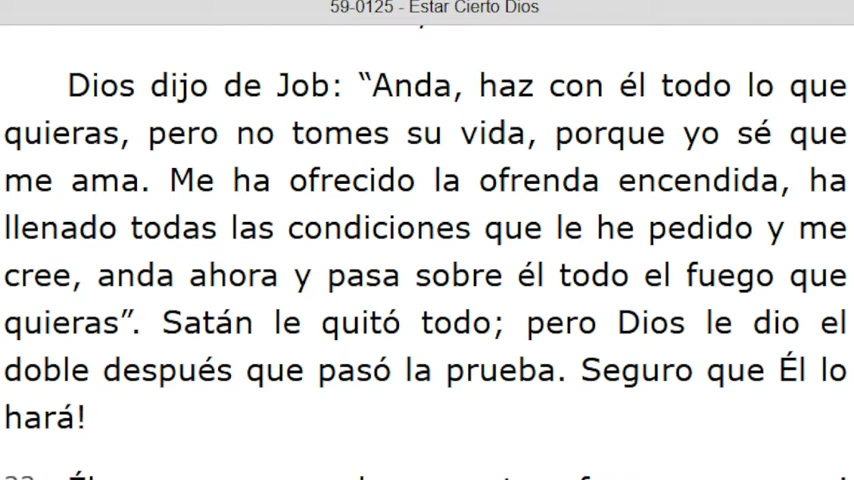 59-0125 - Estar Cierto Dios
Dios dijo de Job: “Anda, haz con él todo lo que
quieras, pero no tomes su vida, porque yo sé que
me ama. Me ha ofrecido la ofrenda encendida, ha
llenado todas las condiciones que le he pedido y me
cree, anda ahora y pasa sobre él todo el fuego que
quieras”. Satán le quitó todo; pero Dios le dio el
doble después que pasó la prueba. Seguro que Él lo
hará!